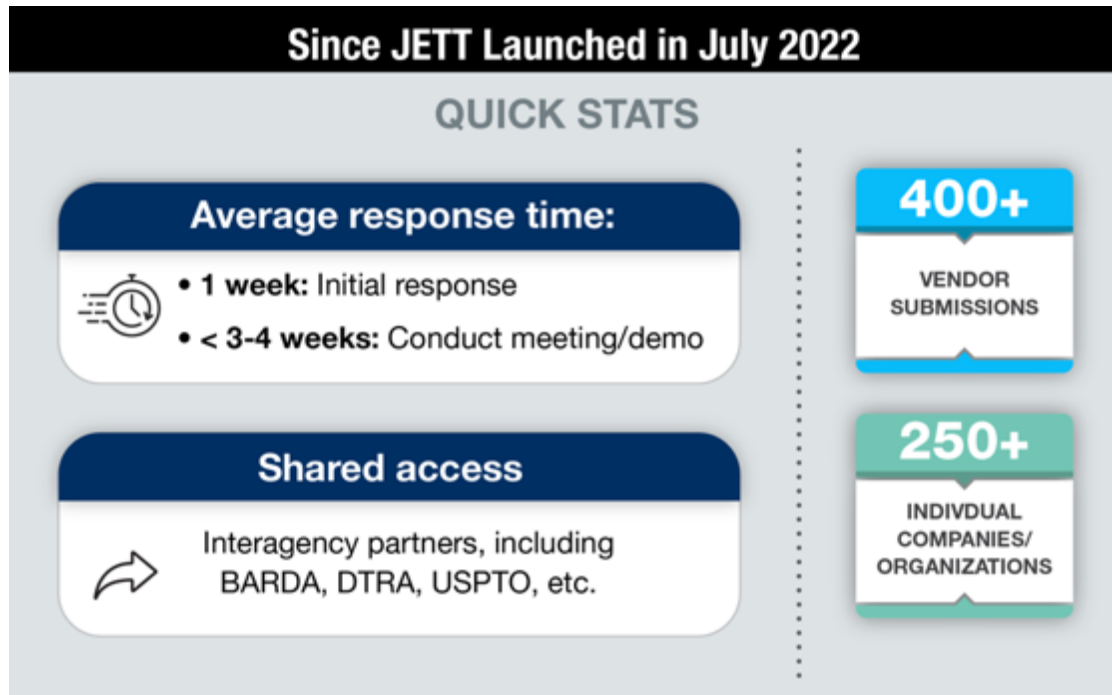 Since JETT Launched in July 2022
QUICK STATS
Average response time:
• 1 week: Initial response
• < 3-4 weeks: Conduct meeting/demo
Shared access
Interagency partners, including
BARDA, DTRA, USPTO, etc.
400+
VENDOR
SUBMISSIONS
250+
INDIVDUAL
COMPANIES/
ORGANIZATIONS